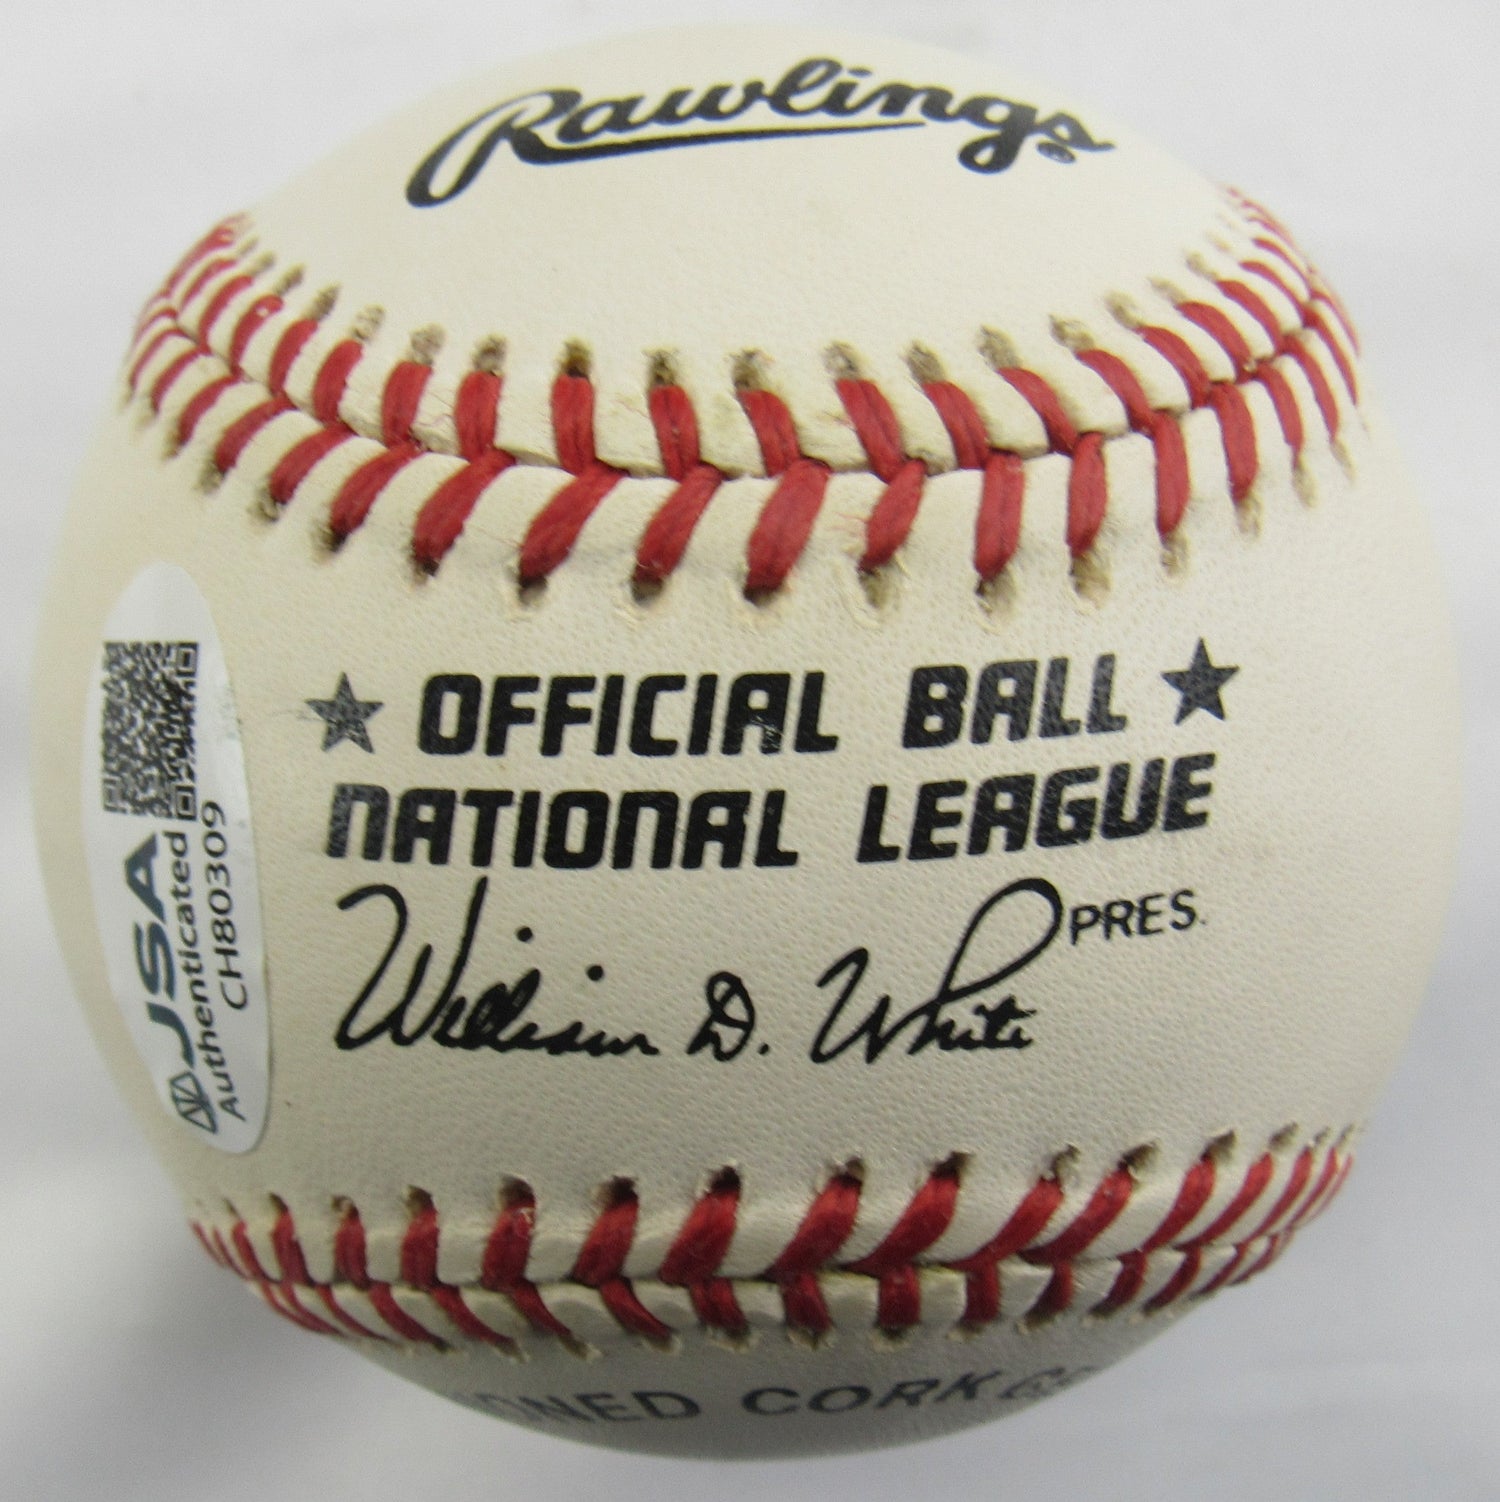 Rawlings
OFFICIAL BALL
NATIONAL LEAGUE
PRES.
William D. White
JSA
Authenticated
CH80309
CORK